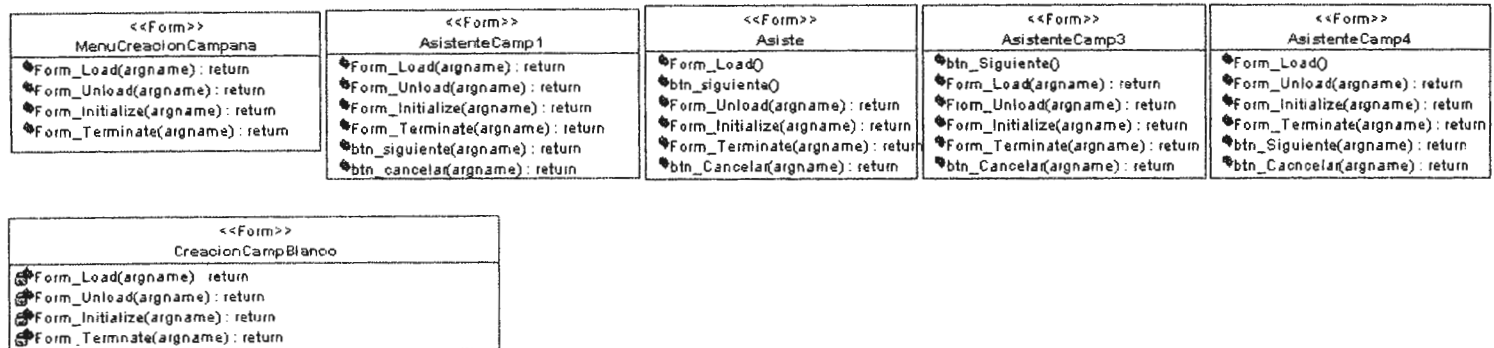 <<Form>>
MenuCreacionCampana
Form_Load(argname) : return
Form_Unload(argname) : return
Form_Initialize(argname) : return
Form_Terminate(argname) : return
<<Form>>
AsistenteCamp1
Form_Load(argname) : return
Form_Unload(argname) : return
Form_Initialize(argname) : return
Form_Terminate(argname) : return
btn_siguiente(argname) : return
btn_cancelar(argname) : return
<<Form>>
Asiste
Form_Load()
btn_siguiente()
Form_Unload(argname) : return
Form_Initialize(argname) : return
Form_Terminate(argname) : return
btn_Cancelar(argname) : return
<<Form>>
AsistenteCamp3
btn_Siguiente()
Form_Load(argname) : return
Form_Unload(argname) : return
Form_Initialize(argname) : return
Form_Terminate(argname) : return
btn_Cancelar(argname) : return
<<Form>>
AsistenteCamp4
Form_Load()
Form_Unload(argname) : return
Form_Initialize(argname) : return
Form_Terminate(argname) : return
btn_Siguiente(argname) : return
btn_Cacncelar(argname) : return
<<Form>>
CreacionCampBlanco
Form_Load(argname) return
Form_Unload(argname) : return
Form_Initialize(argname) : return
Form_Termnate(argname) : return